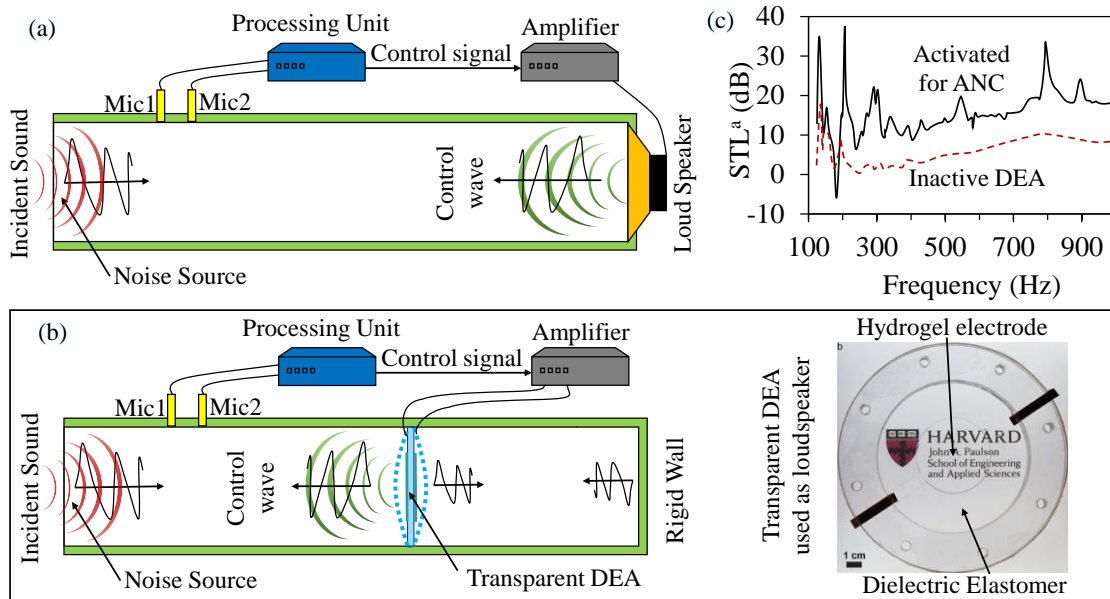 (a)
Processing Unit
Control signal
Amplifier
Mic1
Mic2
Incident Sound
Noise Source
Control
wave
Loud Speaker
(c)
STLᵃ (dB)
40
30
20
10
0
-10
Activated
for ANC
Inactive DEA
100 300 500 700 900
Frequency (Hz)
(b)
Processing Unit
Control signal
Amplifier
Mic1
Mic2
Incident Sound
Noise Source
Control
wave
Transparent DEA
Rigid Wall
Transparent DEA
used as loudspeaker
Hydrogel electrode
b
HARVARD
John A. Paulson
School of Engineering
and Applied Sciences
1 cm
Dielectric Elastomer